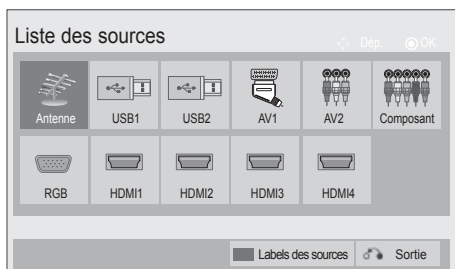 Liste des sources
Dép. OK
Antenne USB1 USB2 AV1 AV2 Composant
RGB HDMI1 HDMI2 HDMI3 HDMI4
Labels des sources Sortie